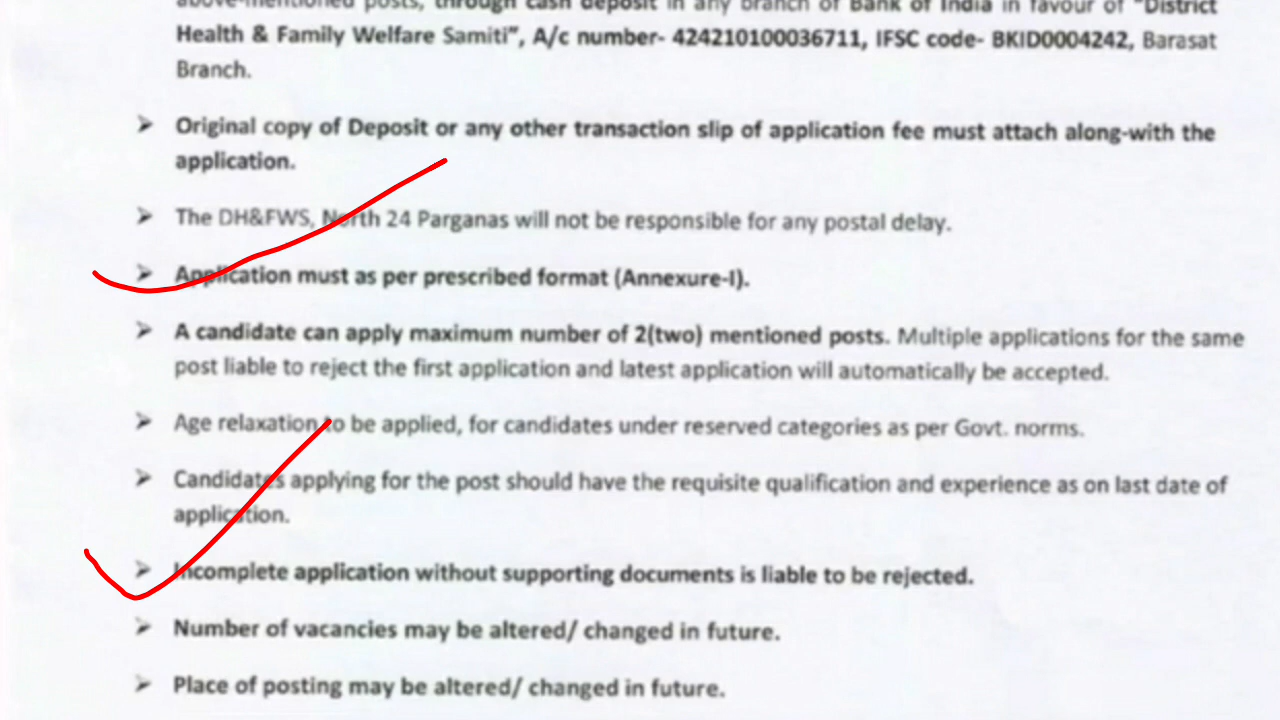 above-mentioned posts, through cash deposit in any branch of Bank of India in favour of "District
Health & Family Welfare Samiti", A/c number- 424210100036711, IFSC code- BKID0004242, Barasat
Branch.
➢ Original copy of Deposit or any other transaction slip of application fee must attach along-with the
application.
➢ The DH&FWS, North 24 Parganas will not be responsible for any postal delay.
➢ Application must as per prescribed format (Annexure-I).
➢ A candidate can apply maximum number of 2(two) mentioned posts. Multiple applications for the same
post liable to reject the first application and latest application will automatically be accepted.
➢ Age relaxation to be applied, for candidates under reserved categories as per Govt. norms.
➢ Candidates applying for the post should have the requisite qualification and experience as on last date of
application.
➢ Incomplete application without supporting documents is liable to be rejected.
➢ Number of vacancies may be altered/ changed in future.
➢ Place of posting may be altered/ changed in future.